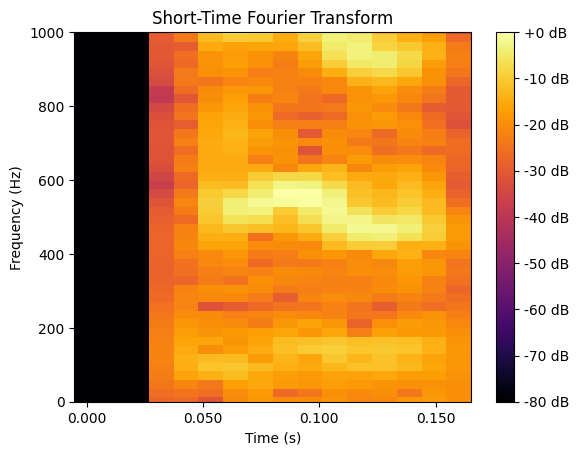 Short-Time Fourier Transform
1000
800
600
400
200
0
Frequency (Hz)
0.000
0.050
0.100
0.150
Time (s)
+0 dB
-10 dB
-20 dB
-30 dB
-40 dB
-50 dB
-60 dB
-70 dB
-80 dB